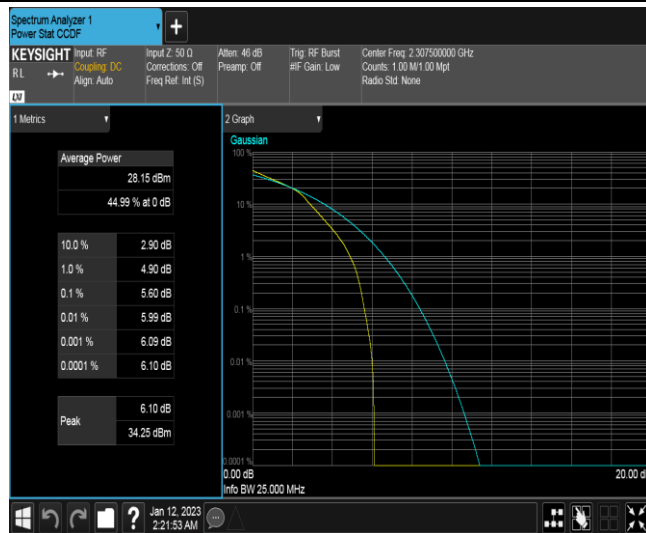 Spectrum Analyzer 1
Power Stat CCDF
+
KEYSIGHT
RL
LXI
Input: RF
Coupling: DC
Align: Auto
Input Z: 50 Ω
Corrections: Off
Freq Ref: Int (S)
Atten: 46 dB
Preamp: Off
Trig: RF Burst
#IF Gain: Low
Center Freq: 2.307500000 GHz
Counts: 1.00 M/1.00 Mpt
Radio Std: None
1 Metrics
Average Power
28.15 dBm
44.99 % at 0 dB
10.0 % 2.90 dB
1.0 % 4.90 dB
0.1 % 5.60 dB
0.01 % 5.99 dB
0.001 % 6.09 dB
0.0001 % 6.10 dB
Peak
6.10 dB
34.25 dBm
2 Graph
Gaussian
100 %
10 %
1 %
0.1 %
0.01 %
0.001 %
0.0001 %
0.00 dB 20.00 d
Info BW 25.000 MHz
?
Jan 12, 2023
2:21:53 AM